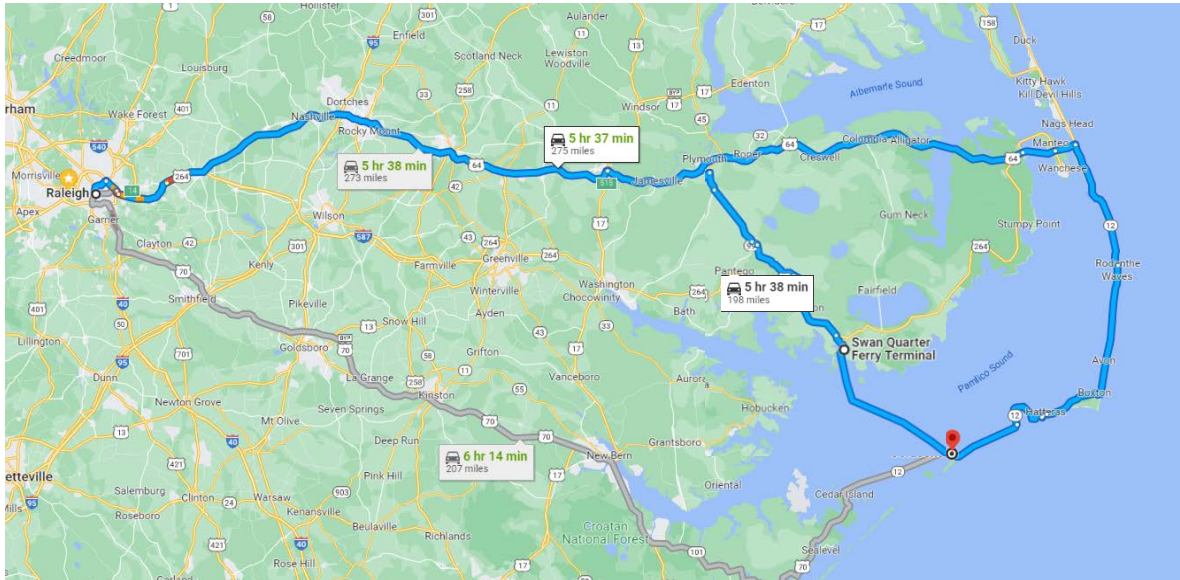 Hollister
Aulander
Creedmoor
Louisburg
Enfield
Scotland Neck
Lewiston
Woodville
Edenton
Duck
Wake Forest
Windsor
Albemarle Sound
Kitty Hawk
Kill Devil Hills
Nashville
Dortches
Rocky Mount
5 hr 37 min
275 miles
Nags Head
Morrisville
Plymouth
Roper
Creswell
Columbia
Alligator
Manteo
Wanchese
5 hr 38 min
273 miles
Raleigh
Jamesville
Apex
Garner
Wilson
Gum Neck
Stumpy Point
Clayton
Kenly
Farmville
Greenville
Washington
Pantego
Rodanthe
Waves
Winterville
Chocowinity
Bath
5 hr 38 min
198 miles
Fairfield
Smithfield
Pikeville
Snow Hill
Ayden
Lillington
Goldsboro
Grifton
Swan Quarter
Ferry Terminal
Dunn
La Grange
Kinston
Vanceboro
Aurora
Pamlico Sound
Avon
Buxton
Newton Grove
Mt Olive
Seven Springs
Hobucken
Hatteras
Deep Run
Grantsboro
6 hr 14 min
207 miles
New Bern
etteville
Salemburg
Clinton
Warsaw
Pink Hill
Oriental
Cedar Island
Roseboro
Kenansville
Beulaville
Richlands
Croatan
National Forest
Sealevel
Rose Hill